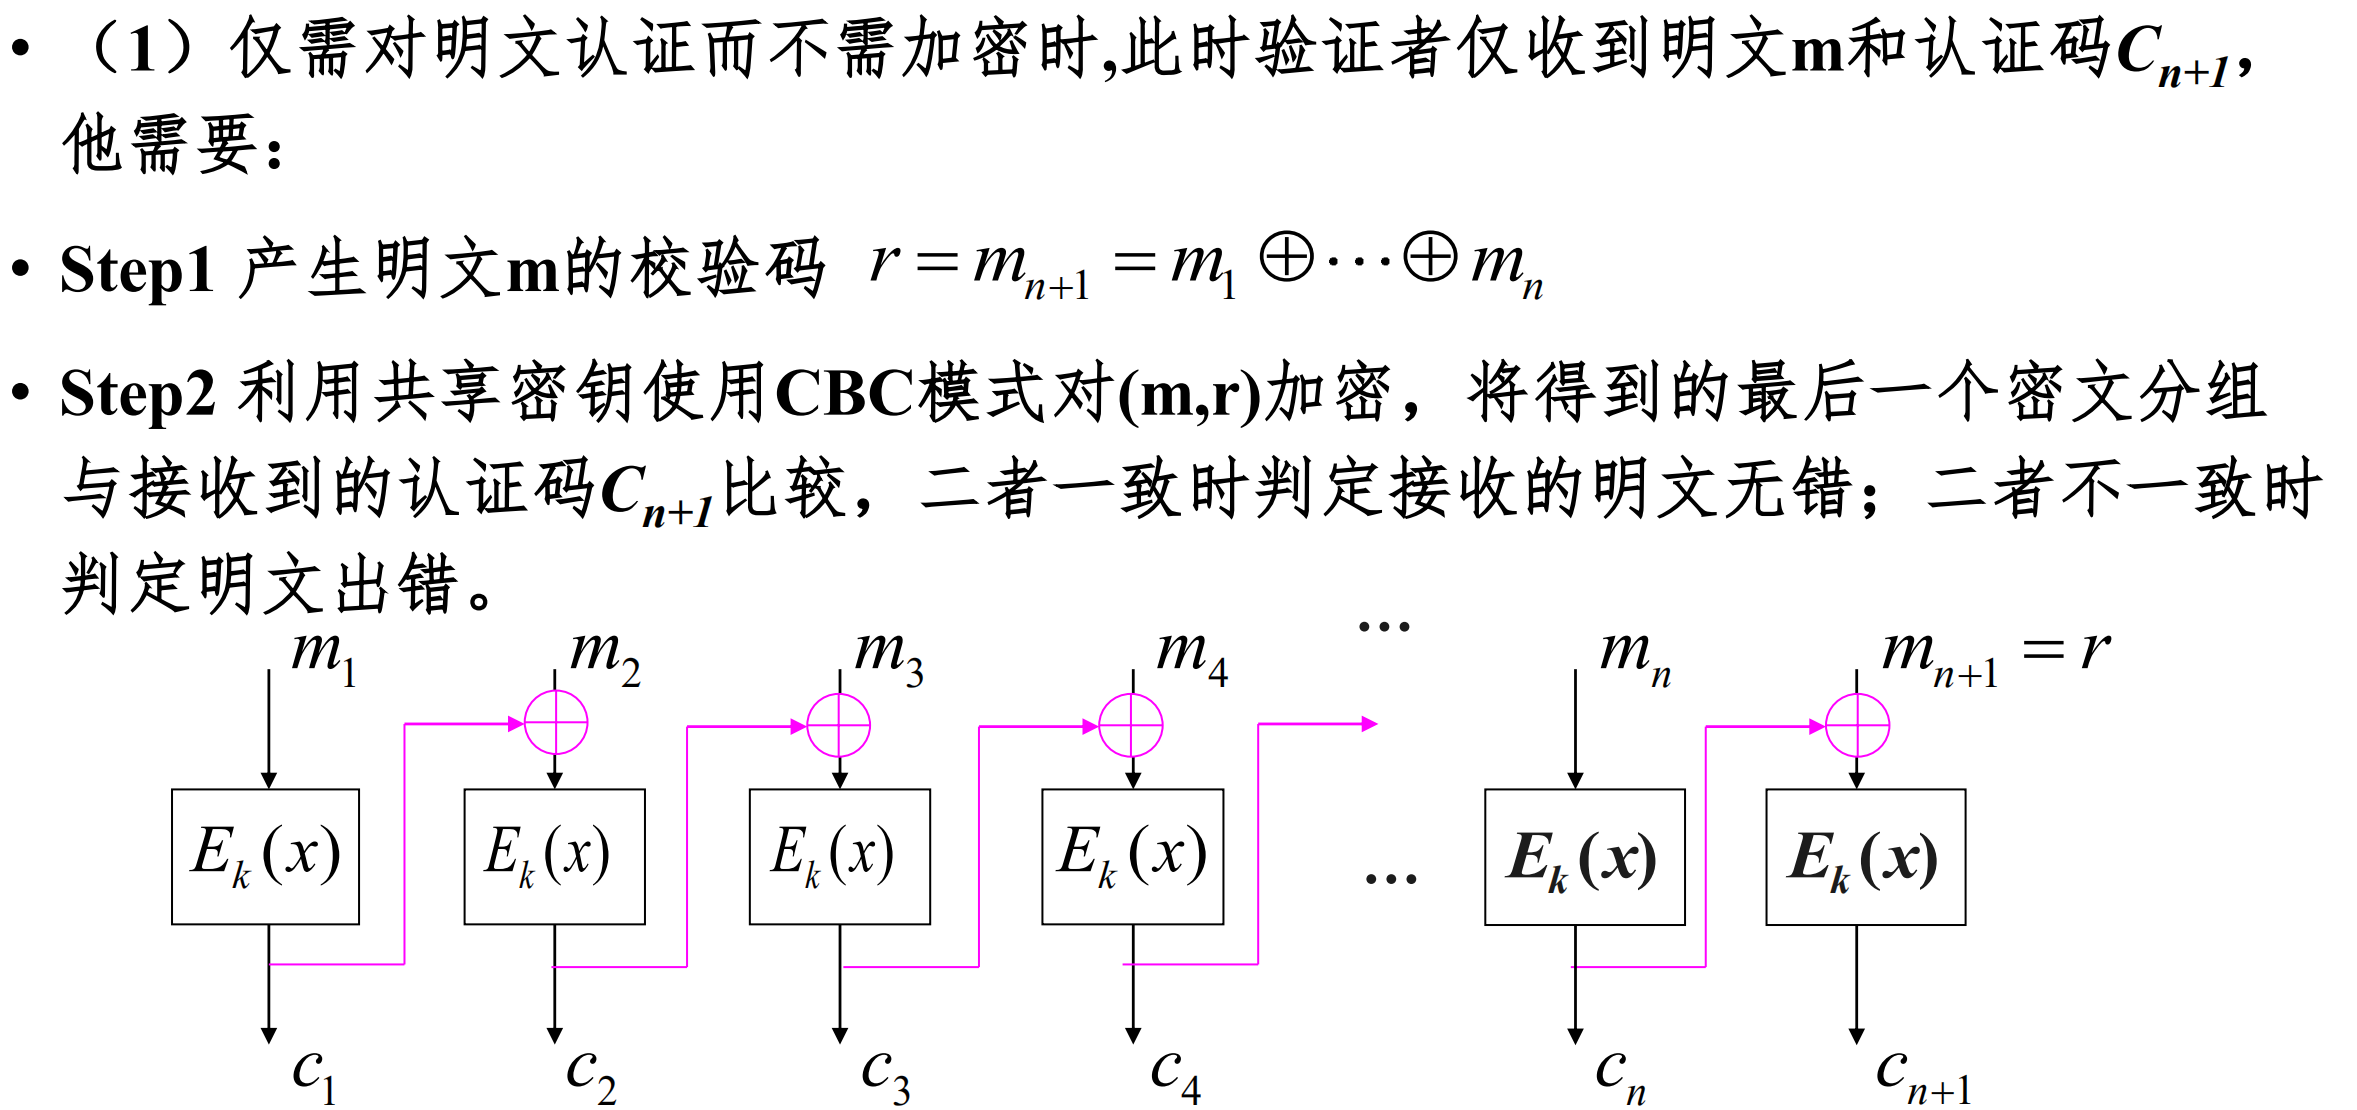 • （1）仅需对明文认证而不需加密时,此时验证者仅收到明文m和认证码C_{n+1}，
他需要：
• Step1 产生明文m的校验码 r = m_{n+1} = m_1 ⊕ ⋯ ⊕ m_n
• Step2 利用共享密钥使用CBC模式对(m,r)加密，将得到的最后一个密文分组
与接收到的认证码C_{n+1}比较，二者一致时判定接收的明文无错；二者不一致时
判定明文出错。
m_1 m_2 m_3 m_4 … m_n m_{n+1} = r
E_k(x) E_k(x) E_k(x) E_k(x) … E_k(x) E_k(x)
c_1 c_2 c_3 c_4 c_n c_{n+1}